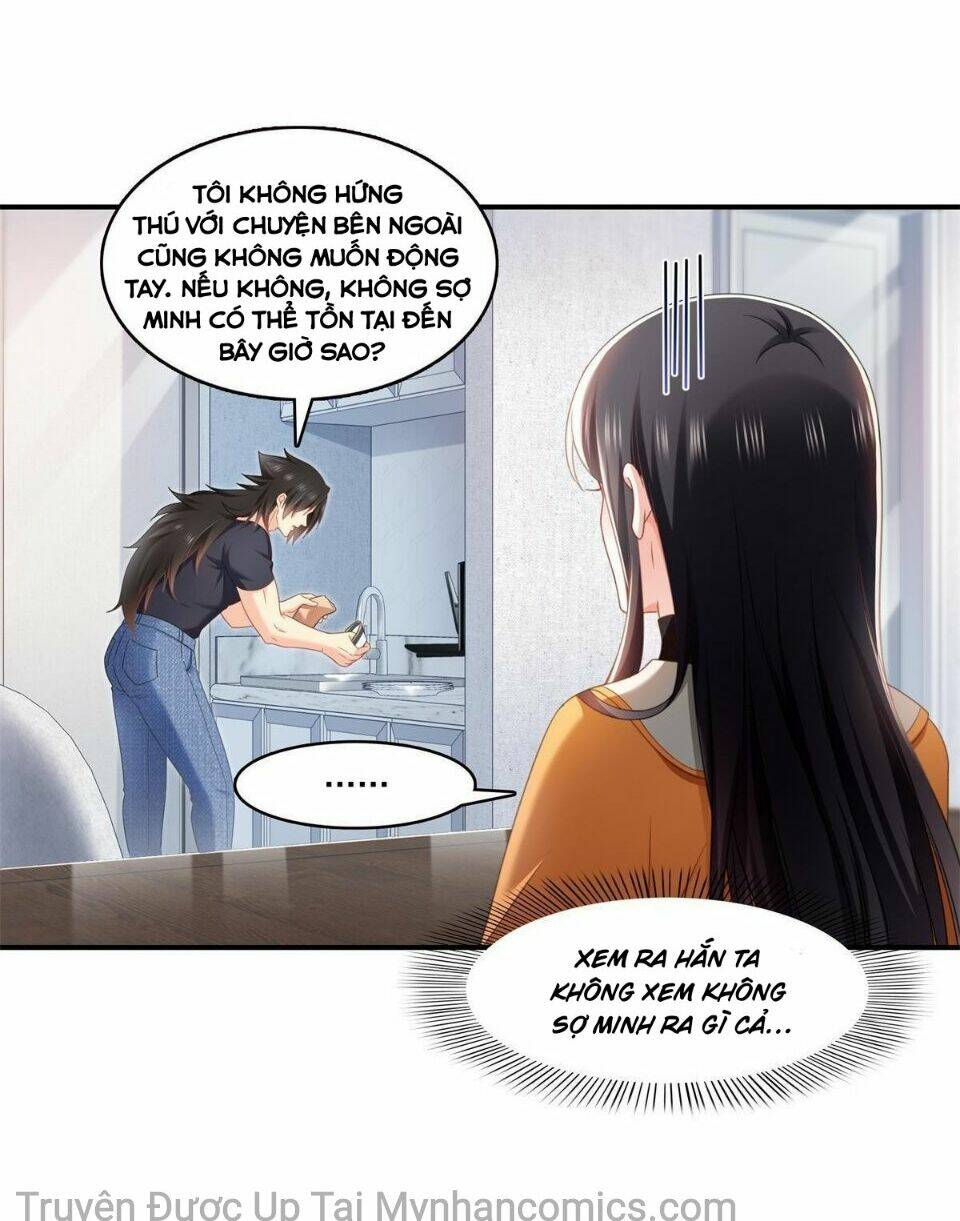 TÔI KHÔNG HỨNG
THÚ VỚI CHUYỆN BÊN NGOÀI
CŨNG KHÔNG MUỐN ĐỘNG
TAY. NẾU KHÔNG, KHÔNG SỢ
MINH CÓ THỂ TỒN TẠI ĐẾN
BÂY GIỜ SAO?
......
XEM RA HẮN TA
KHÔNG XEM KHÔNG
SỢ MINH RA GÌ CẢ...
Truyện Được Up Tại Mynhancomics.com